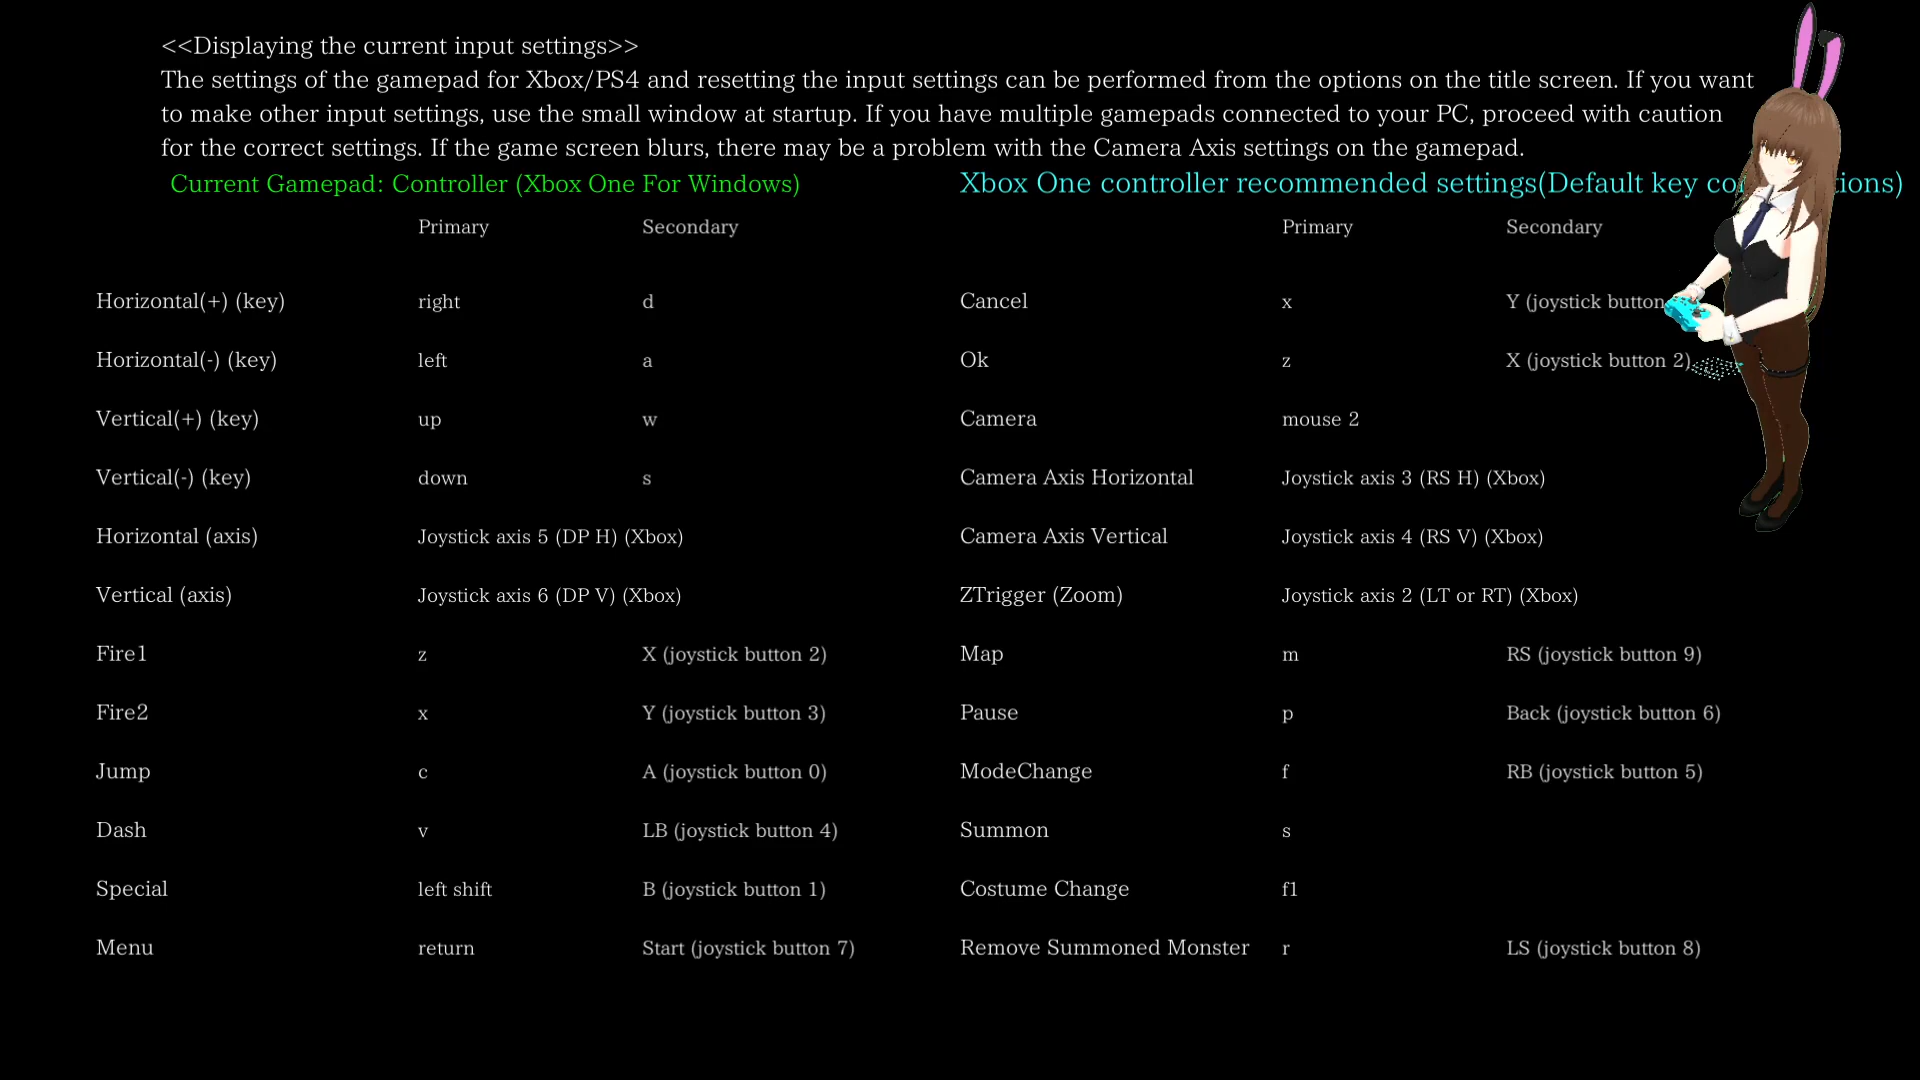 <<Displaying the current input settings>>
The settings of the gamepad for Xbox/PS4 and resetting the input settings can be performed from the options on the title screen. If you want
to make other input settings, use the small window at startup. If you have multiple gamepads connected to your PC, proceed with caution
for the correct settings. If the game screen blurs, there may be a problem with the Camera Axis settings on the gamepad.
Current Gamepad: Controller (Xbox One For Windows)
Xbox One controller recommended settings(Default key
Primary Secondary
Primary Secondary
Horizontal(+) (key) right d
Cancel x Y (joystick button
Horizontal(-) (key) left a
Ok z X (joystick button 2)
Vertical(+) (key) up w
Camera mouse 2
Vertical(-) (key) down s
Camera Axis Horizontal Joystick axis 3 (RS H) (Xbox)
Horizontal (axis) Joystick axis 5 (DP H) (Xbox)
Camera Axis Vertical Joystick axis 4 (RS V) (Xbox)
Vertical (axis) Joystick axis 6 (DP V) (Xbox)
ZTrigger (Zoom) Joystick axis 2 (LT or RT) (Xbox)
Fire1 z X (joystick button 2)
Map m RS (joystick button 9)
Fire2 x Y (joystick button 3)
Pause p Back (joystick button 6)
Jump c A (joystick button 0)
ModeChange f RB (joystick button 5)
Dash v LB (joystick button 4)
Summon s
Special left shift B (joystick button 1)
Costume Change f1
Menu return Start (joystick button 7)
Remove Summoned Monster r LS (joystick button 8)